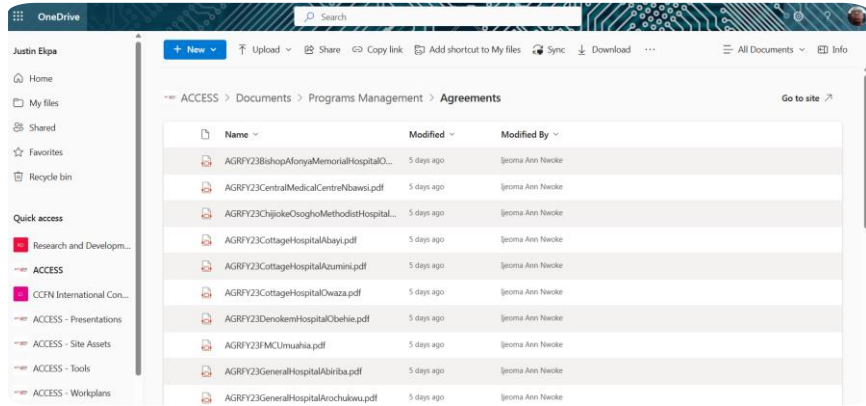 OneDrive
Search
?
Justin Ekpa
Home
My files
Shared
Favorites
Recycle bin
Quick access
Research and Developm...
ACCESS
CCFN International Con...
ACCESS - Presentations
ACCESS - Site Assets
ACCESS - Tools
ACCESS - Workplans
+ New Upload Share Copy link Add shortcut to My files Sync Download ... All Documents Info
ACCESS > Documents > Programs Management > Agreements Go to site
Name Modified Modified By
AGRFY23BishopAfonyaMemorialHospitalO... 5 days ago Ijeoma Ann Nwoke
AGRFY23CentralMedicalCentreNbawsi.pdf 5 days ago Ijeoma Ann Nwoke
AGRFY23ChijiokeOsoghoMethodistHospital... 5 days ago Ijeoma Ann Nwoke
AGRFY23CottageHospitalAbayi.pdf 5 days ago Ijeoma Ann Nwoke
AGRFY23CottageHospitalAzumini.pdf 5 days ago Ijeoma Ann Nwoke
AGRFY23CottageHospitalOwaza.pdf 5 days ago Ijeoma Ann Nwoke
AGRFY23DenokemHospitalObehie.pdf 5 days ago Ijeoma Ann Nwoke
AGRFY23FMCUmuahia.pdf 5 days ago Ijeoma Ann Nwoke
AGRFY23GeneralHospitalAbiriba.pdf 5 days ago Ijeoma Ann Nwoke
AGRFY23GeneralHospitalArochukwu.pdf 5 days ago Ijeoma Ann Nwoke